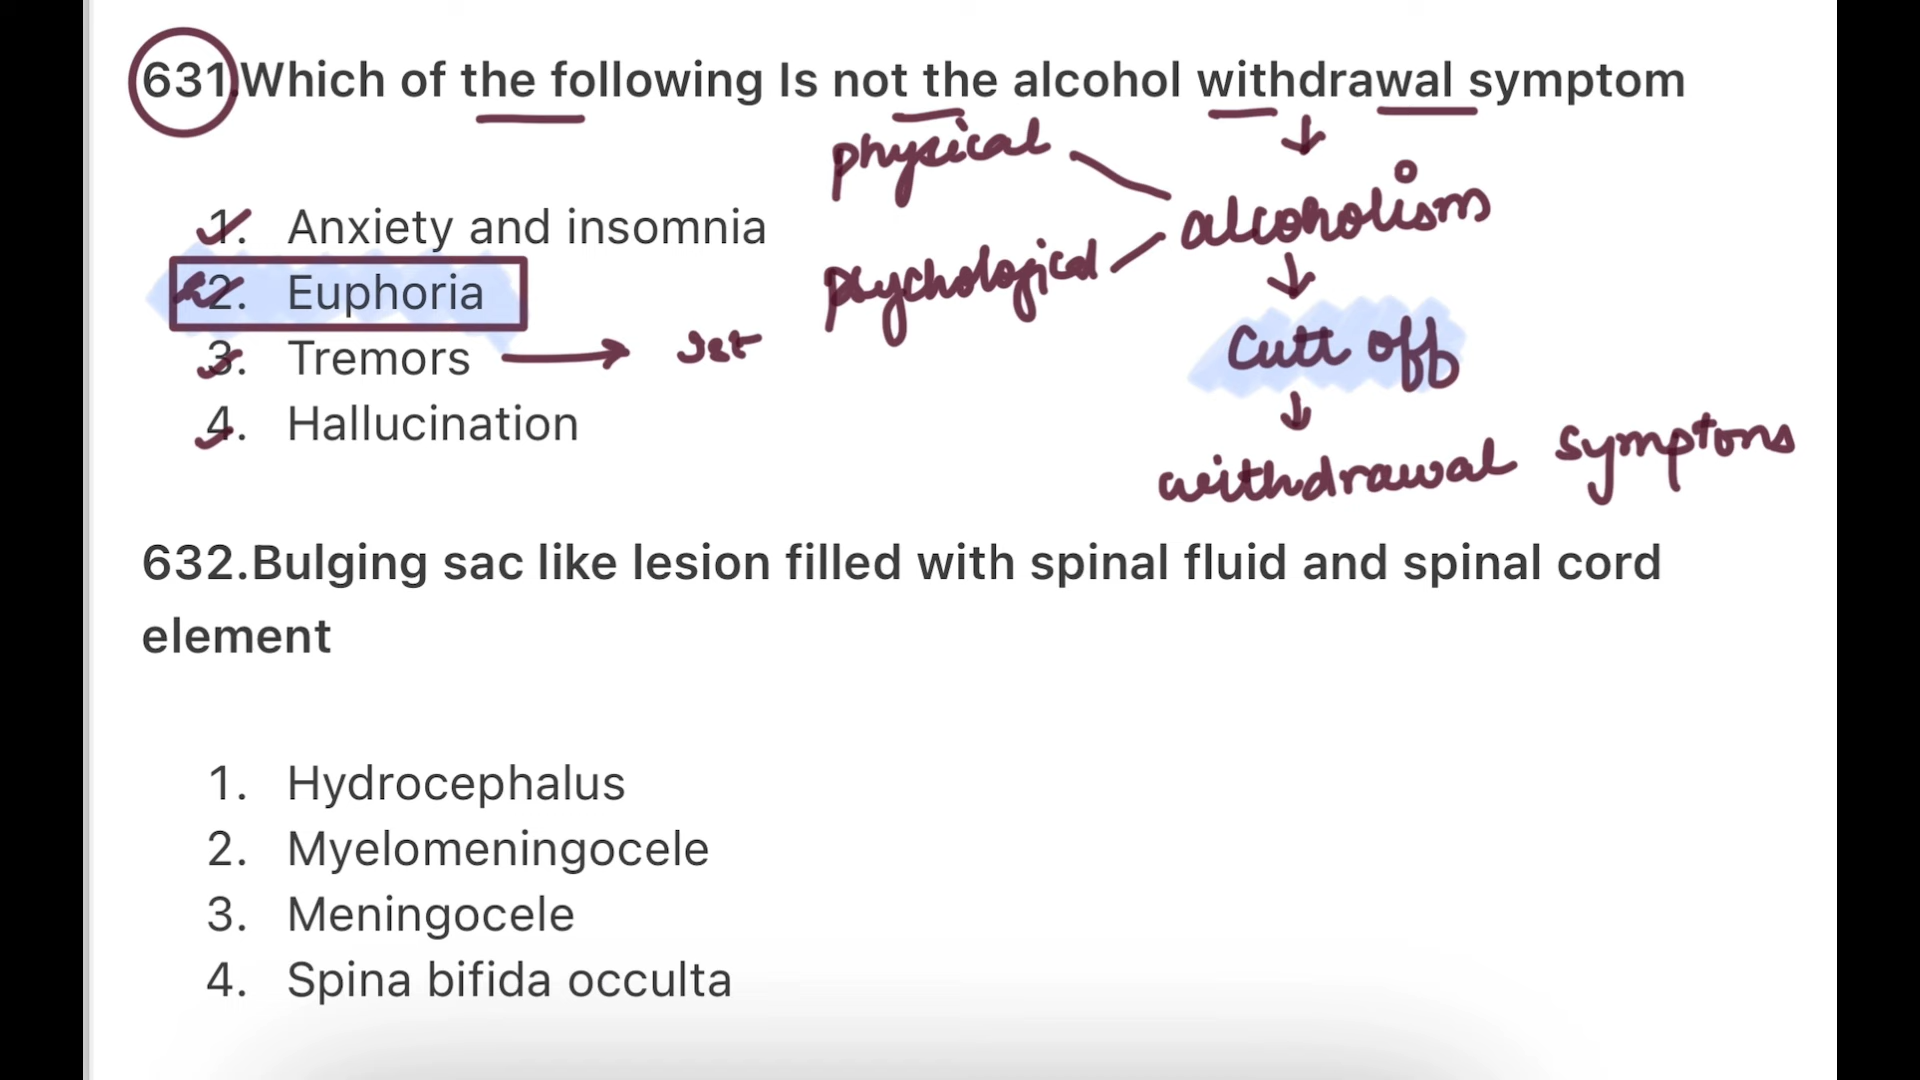 631.Which of the following Is not the alcohol withdrawal symptom
physical
1. Anxiety and insomnia
alcoholism
psychological
2. Euphoria
Cutt off
3. Tremors → 1st
4. Hallucination
withdrawal symptons
632.Bulging sac like lesion filled with spinal fluid and spinal cord
element
1. Hydrocephalus
2. Myelomeningocele
3. Meningocele
4. Spina bifida occulta